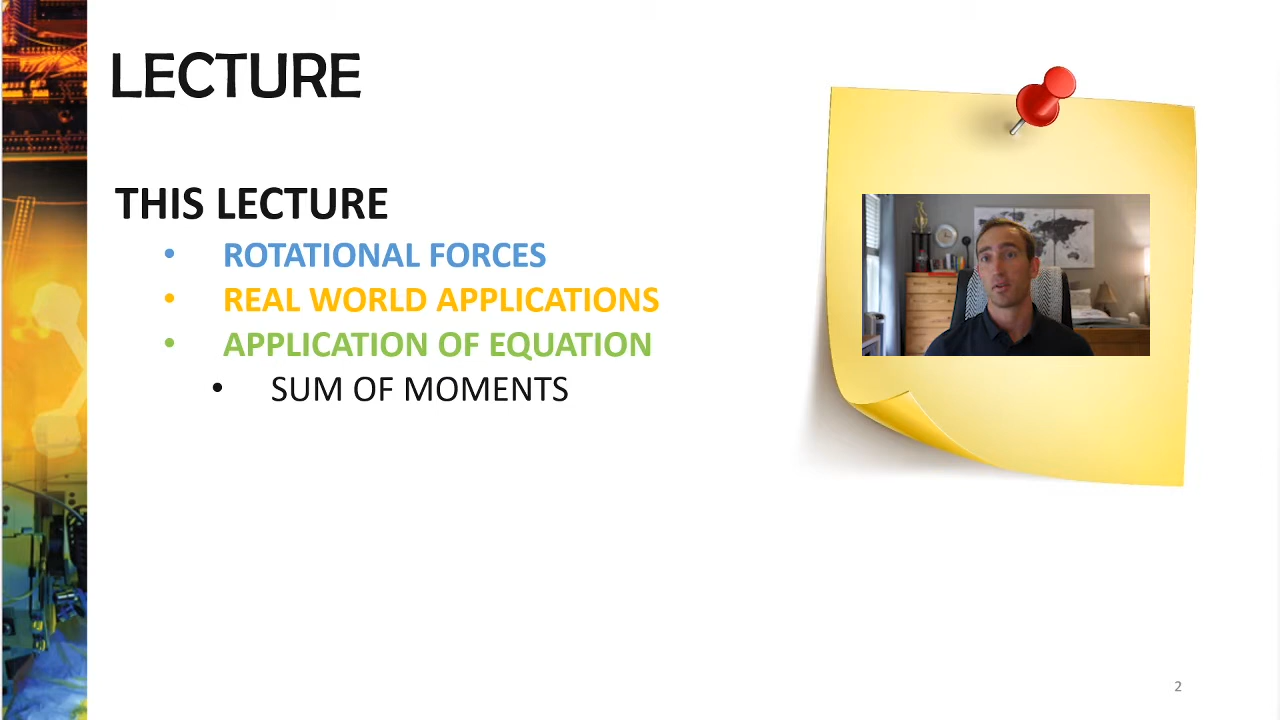 LECTURE
THIS LECTURE
• ROTATIONAL FORCES
• REAL WORLD APPLICATIONS
• APPLICATION OF EQUATION
• SUM OF MOMENTS
2